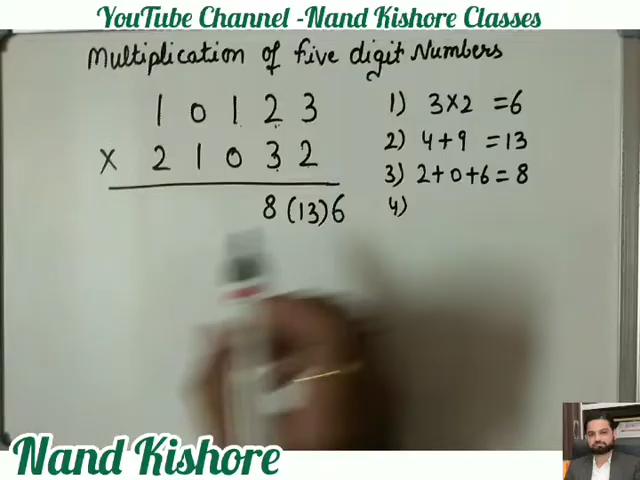 YouTube Channel -Nand Kishore Classes
Multiplication of five digit Numbers
1 0 1 2 3
× 2 1 0 3 2
8 (13) 6
1) 3×2 =6
2) 4+9 =13
3) 2+0+6=8
4)
Nand Kishore